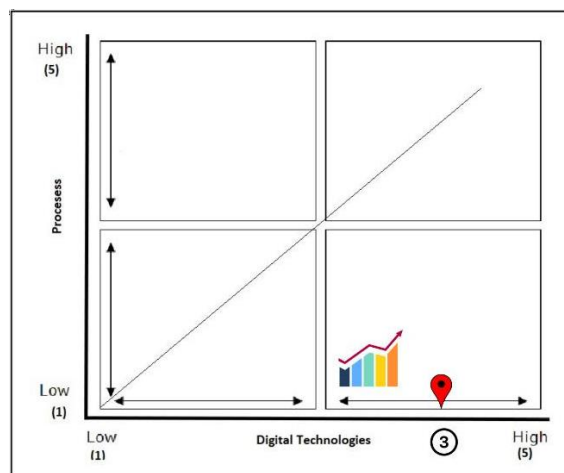 High
(5)
Procesess
Low
(1)
Low
(1)
Digital Technologies
3
High
(5)